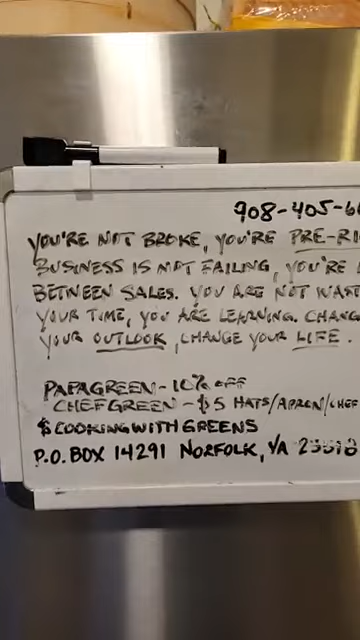 908-405-6
YOU'RE NOT BROKE, YOU'RE PRE-RI
BUSINESS IS NOT FAILING, YOU'RE
BETWEEN SALES. YOU ARE NOT WAST
YOUR TIME, YOU ARE LEARNING. CHANG
YOUR OUTLOOK, CHANGE YOUR LIFE.
PAPAGREEN - 10% OFF
CHEFGREEN - $5 HATS/APRON/CHEF
$COOKINGWITHGREENS
P.O. BOX 14291 NORFOLK, VA